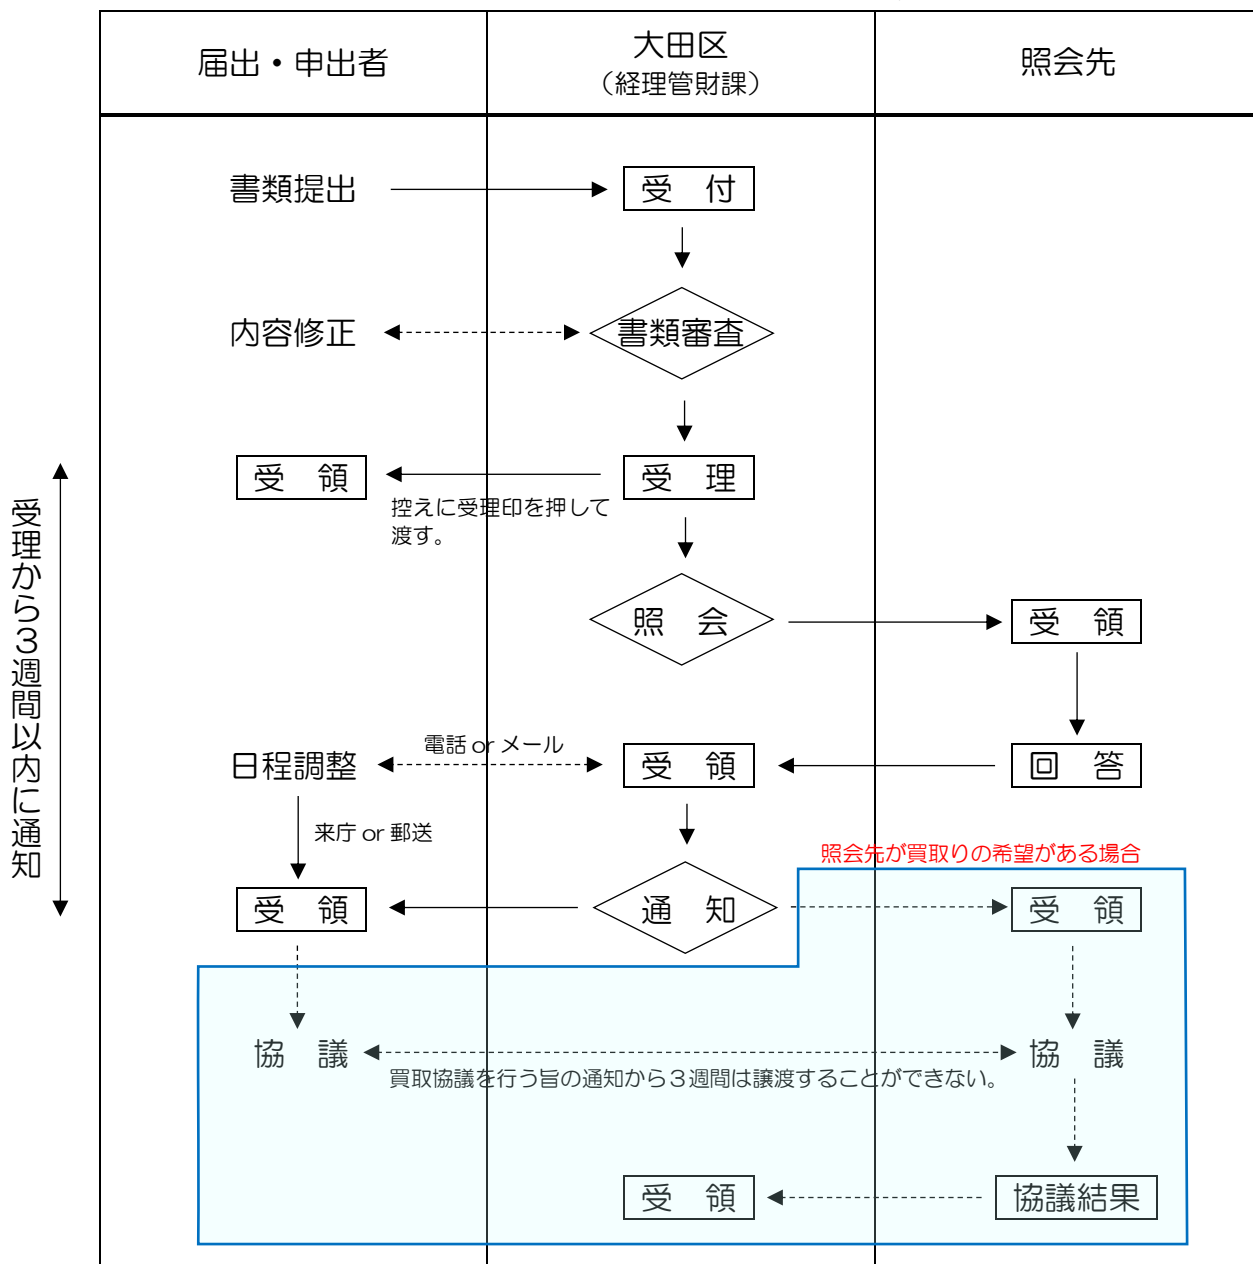 届出・申出者
大田区
（経理管財課）
照会先
書類提出
受　付
内容修正
書類審査
受　領
受　理
控えに受理印を押して
渡す。
照　会
受　領
受理から３週間以内に通知
日程調整
電話 or メール
受　領
回　答
来庁 or 郵送
照会先が買取りの希望がある場合
受　領
通　知
受　領
協　議
協　議
買取協議を行う旨の通知から３週間は譲渡することができない。
受　領
協議結果